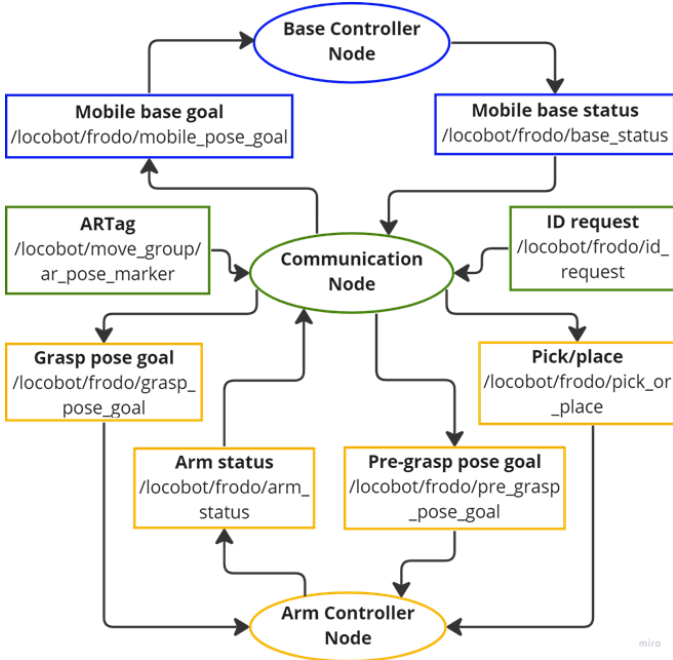 Base Controller
Node
Mobile base goal
/locobot/frodo/mobile_pose_goal
Mobile base status
/locobot/frodo/base_status
ARTag
/locobot/move_group/
ar_pose_marker
Communication
Node
ID request
/locobot/frodo/id_
request
Grasp pose goal
/locobot/frodo/grasp_
pose_goal
Pick/place
/locobot/frodo/pick_or
_place
Arm status
/locobot/frodo/arm_
status
Pre-grasp pose goal
/locobot/frodo/pre_grasp
_pose_goal
Arm Controller
Node
miro